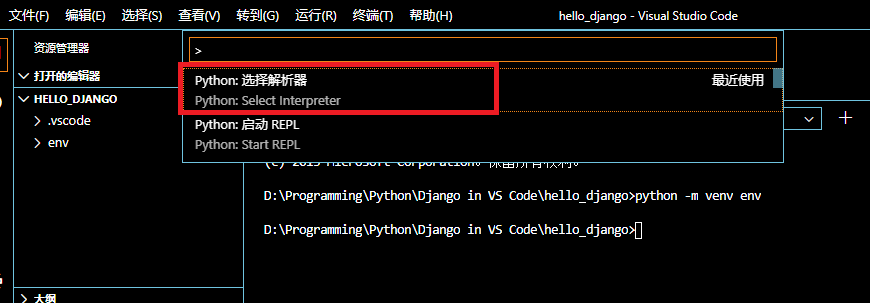 文件(F) 编辑(E) 选择(S) 查看(V) 转到(G) 运行(R) 终端(T) 帮助(H) hello_django - Visual Studio Code
资源管理器
>
打开的编辑器
Python: 选择解析器 最近使用
Python: Select Interpreter
HELLO_DJANGO
.vscode
Python: 启动 REPL
env
Python: Start REPL
(c) 2019 Microsoft Corporation。保留所有权利。
D:\Programming\Python\Django in VS Code\hello_django>python -m venv env
D:\Programming\Python\Django in VS Code\hello_django>
大纲